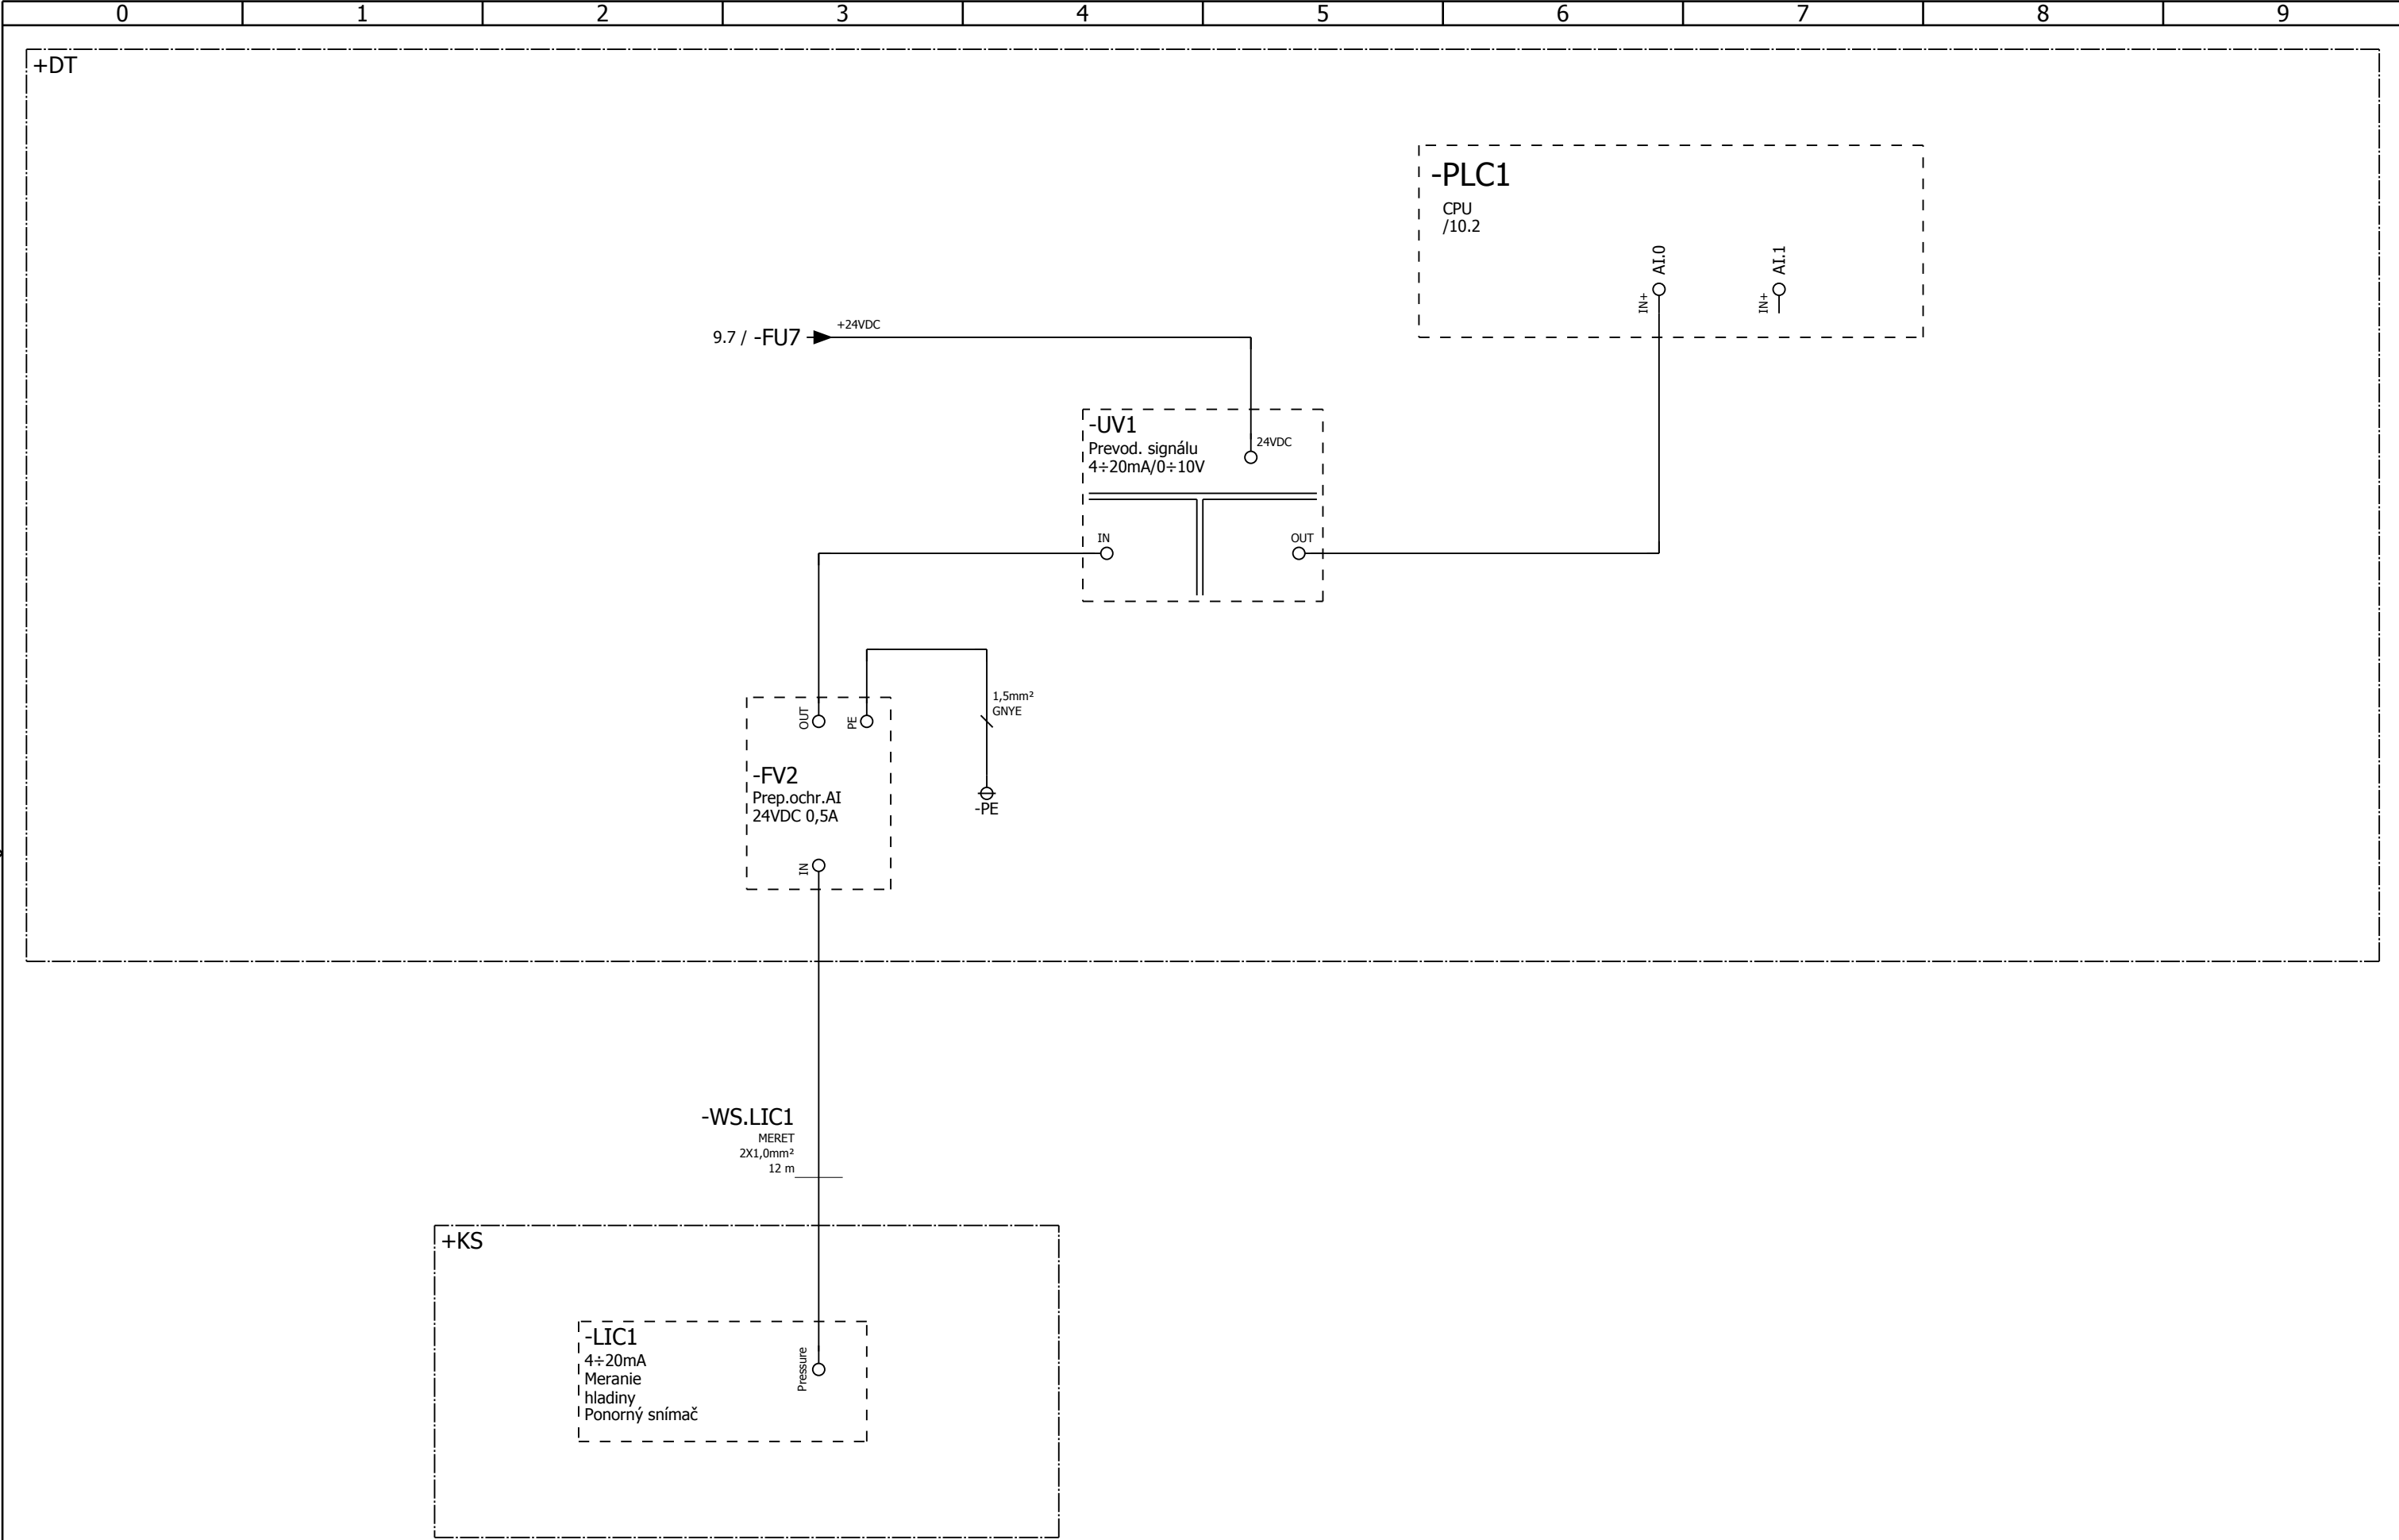 0 1 2 3 4 5 6 7 8 9
+DT
-PLC1
CPU
/10.2
AI.0
IN+
AI.1
IN+
9.7 / -FU7
+24VDC
-UV1
Prevod. signálu
4÷20mA/0÷10V
24VDC
IN
OUT
OUT
PE
1,5mm²
GNYE
-FV2
Prep.ochr.AI
24VDC 0,5A
-PE
IN
-WS.LIC1
MERET
2X1,0mm²
12 m
+KS
-LIC1
4÷20mA
Meranie
hladiny
Ponorný snímač
Pressure